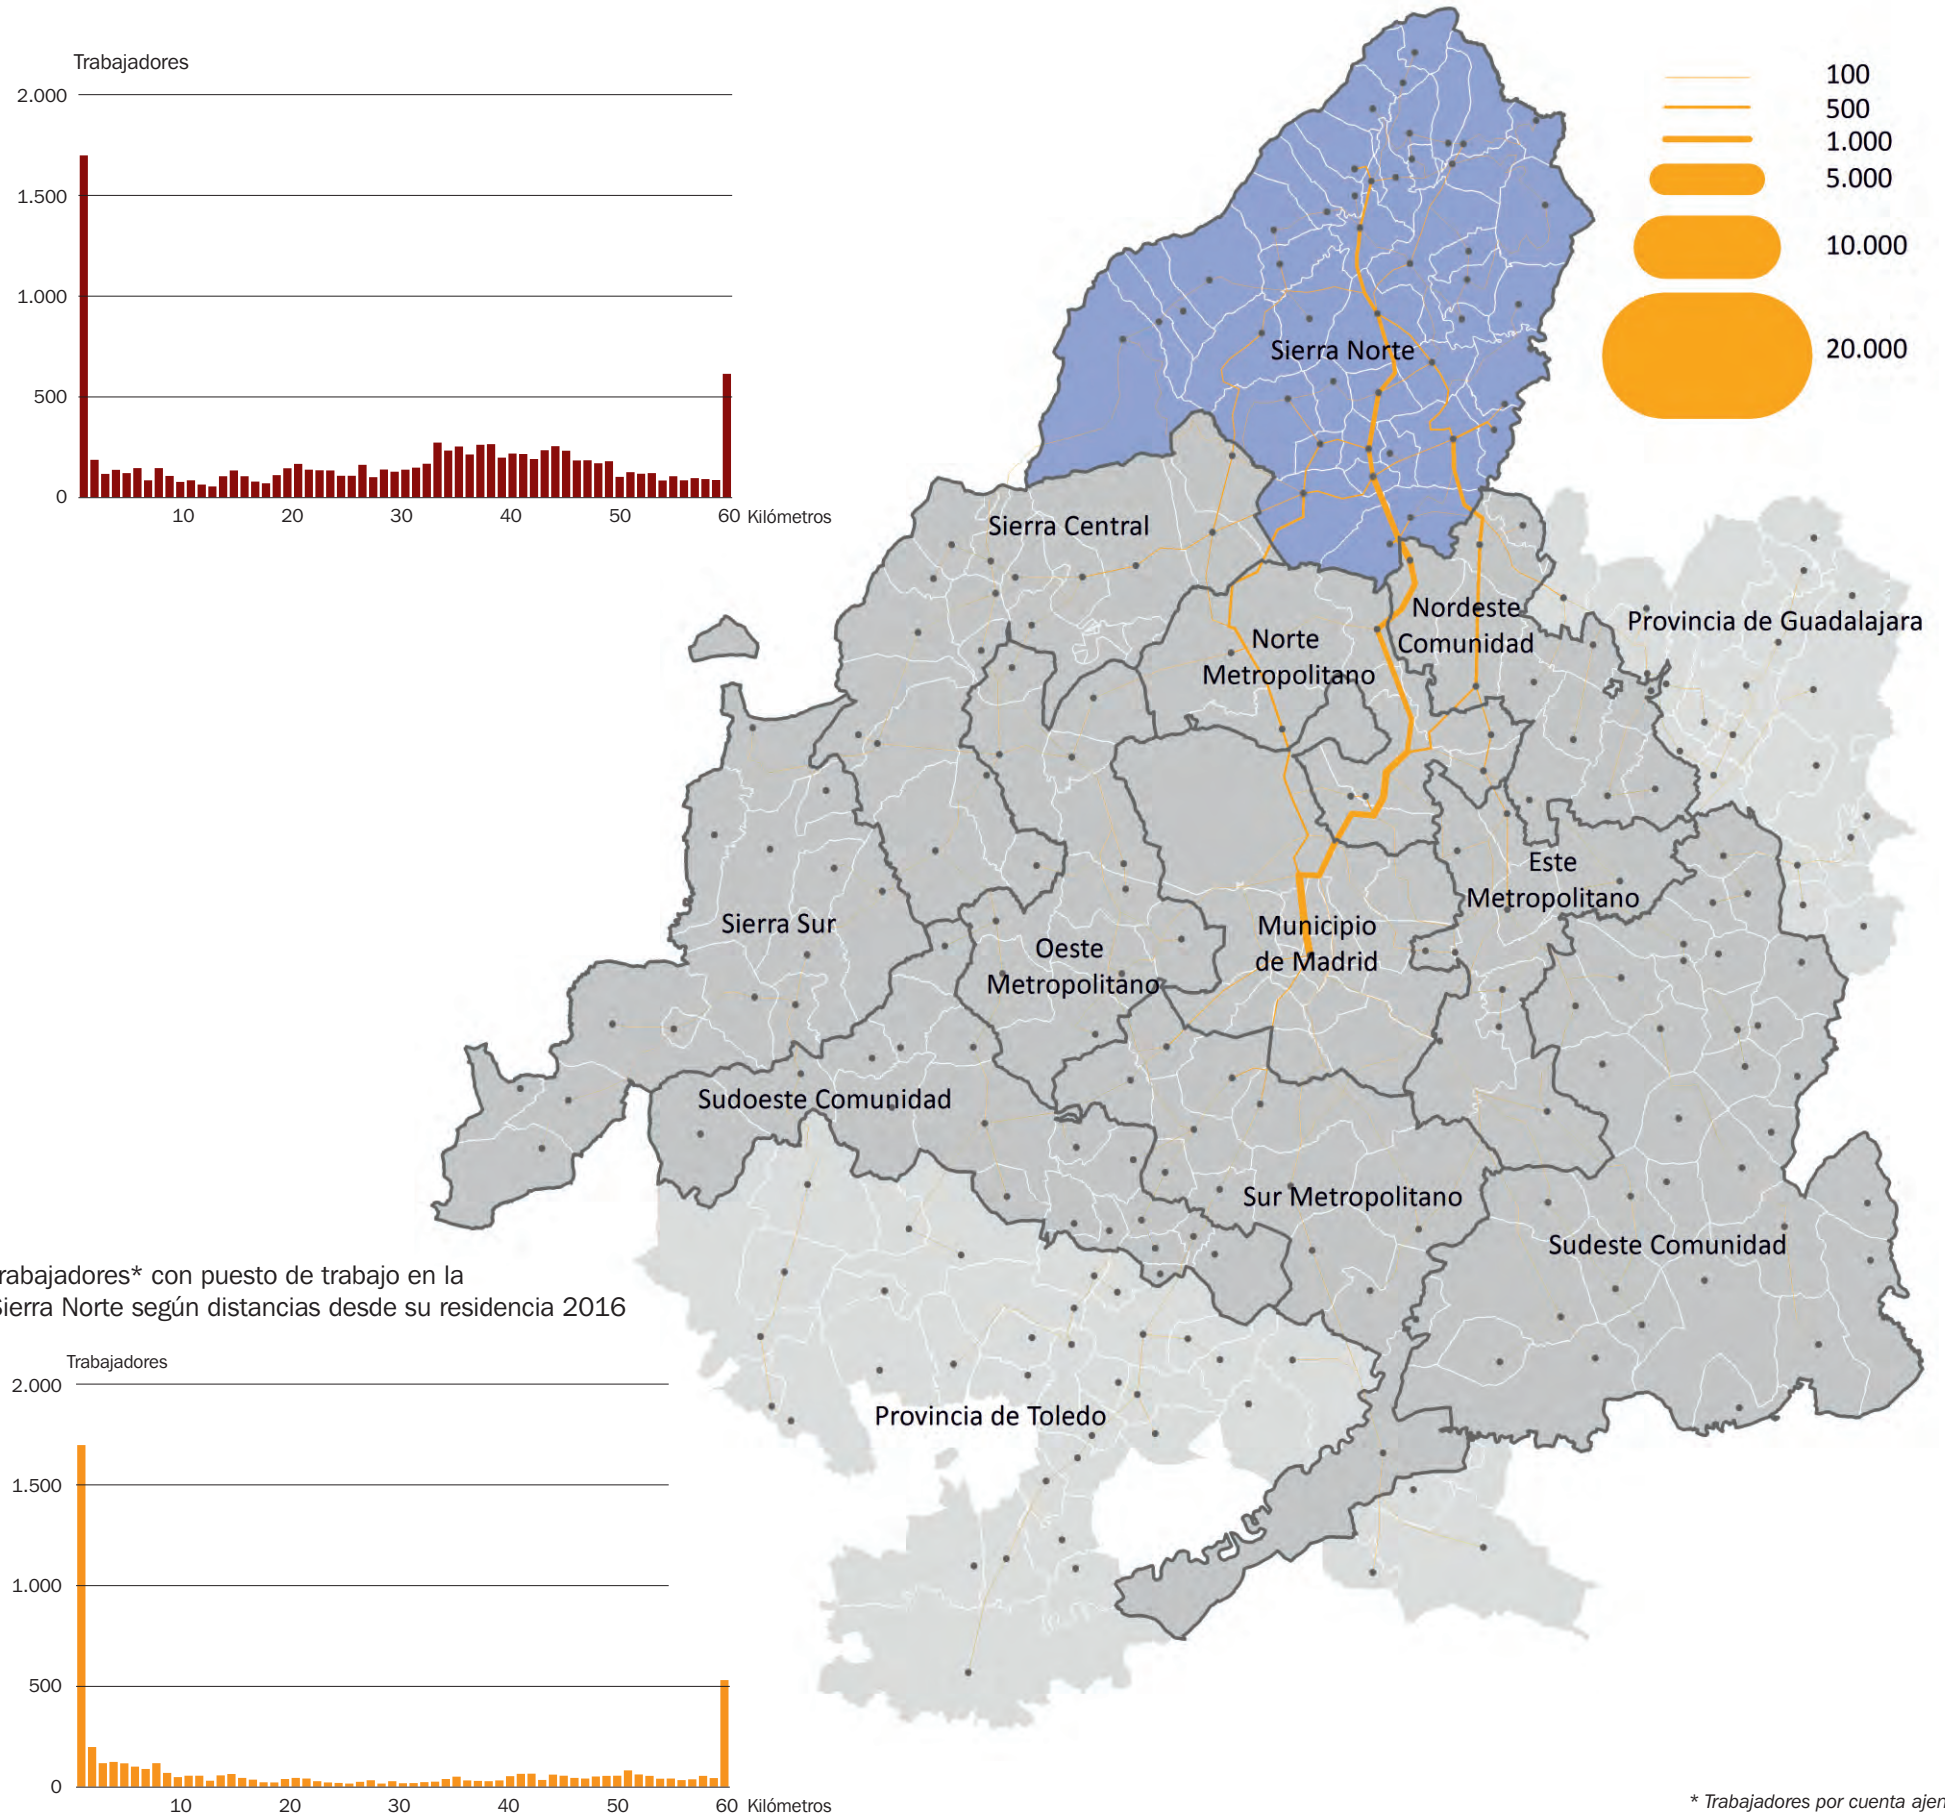 Trabajadores
2.000
1.500
1.000
500
0
10 20 30 40 50 60 Kilómetros
100
500
1.000
5.000
10.000
20.000
Sierra Norte
Sierra Central
Norte
Metropolitano
Nordeste
Comunidad
Provincia de Guadalajara
Este
Metropolitano
Municipio
de Madrid
Oeste
Metropolitano
Sierra Sur
Sudoeste Comunidad
Sur Metropolitano
Sudeste Comunidad
Provincia de Toledo
rabajadores* con puesto de trabajo en la
Sierra Norte según distancias desde su residencia 2016
Trabajadores
2.000
1.500
1.000
500
0
10 20 30 40 50 60 Kilómetros
* Trabajadores por cuenta ajen